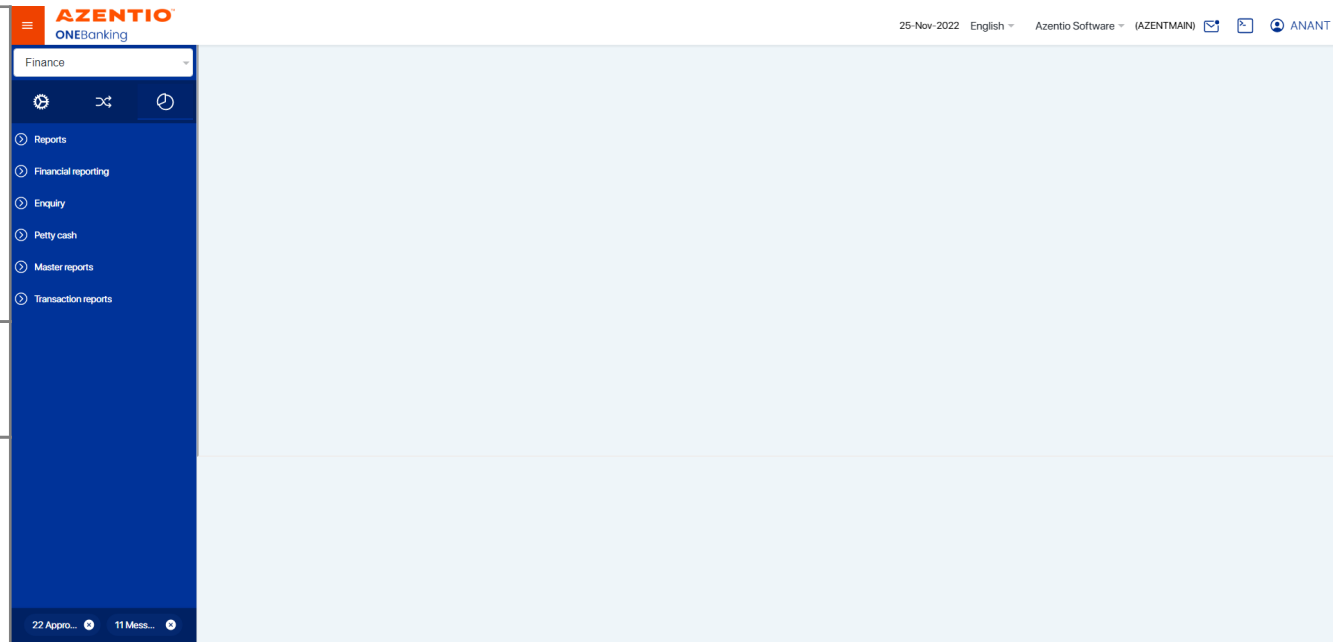 AZENTIO™
ONEBanking
25-Nov-2022 English Azentio Software (AZENTMAIN) ANANT
Finance
Reports
Financial reporting
Enquiry
Petty cash
Master reports
Transaction reports
22 Appro... 11 Mess...